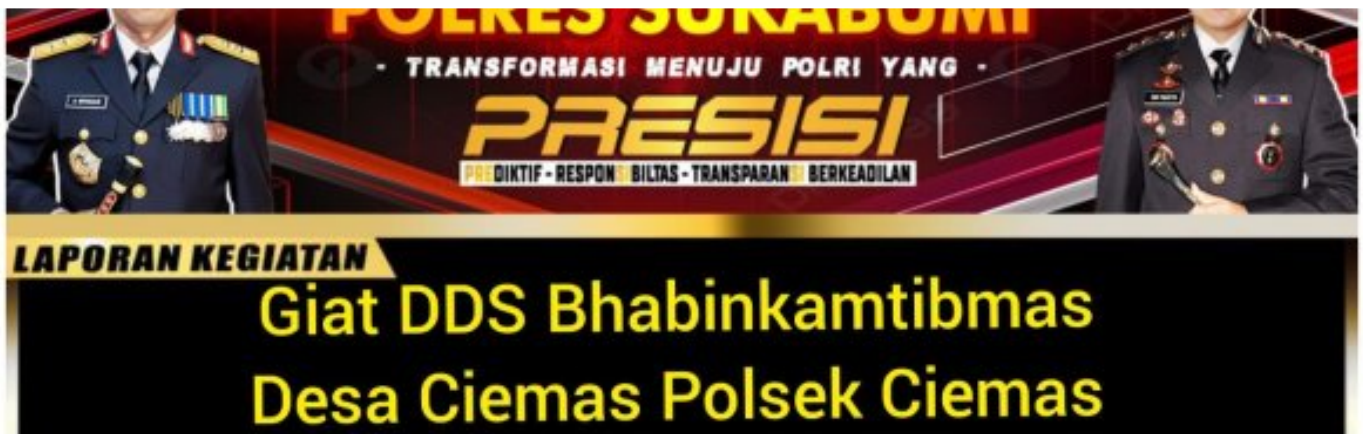 POLRES SUKABUMI
- TRANSFORMASI MENUJU POLRI YANG -
PRESISI
PREDIKTIF - RESPONSIBILTAS - TRANSPARANSI BERKEADILAN
LAPORAN KEGIATAN
Giat DDS Bhabinkamtibmas
Desa Ciemas Polsek Ciemas